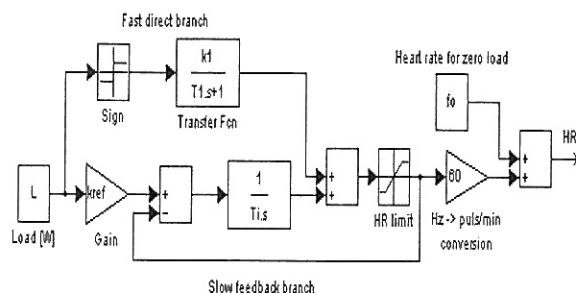 Fast direct branch
k1
T1.s+1
Sign
Transfer Fcn
Heart rate for zero load
fo
HR
L
kref
1
Ti.s
60
+
-
+
+
+
+
Load [W]
Gain
HR limit
Hz -> puls/min
conversion
Slow feedback branch